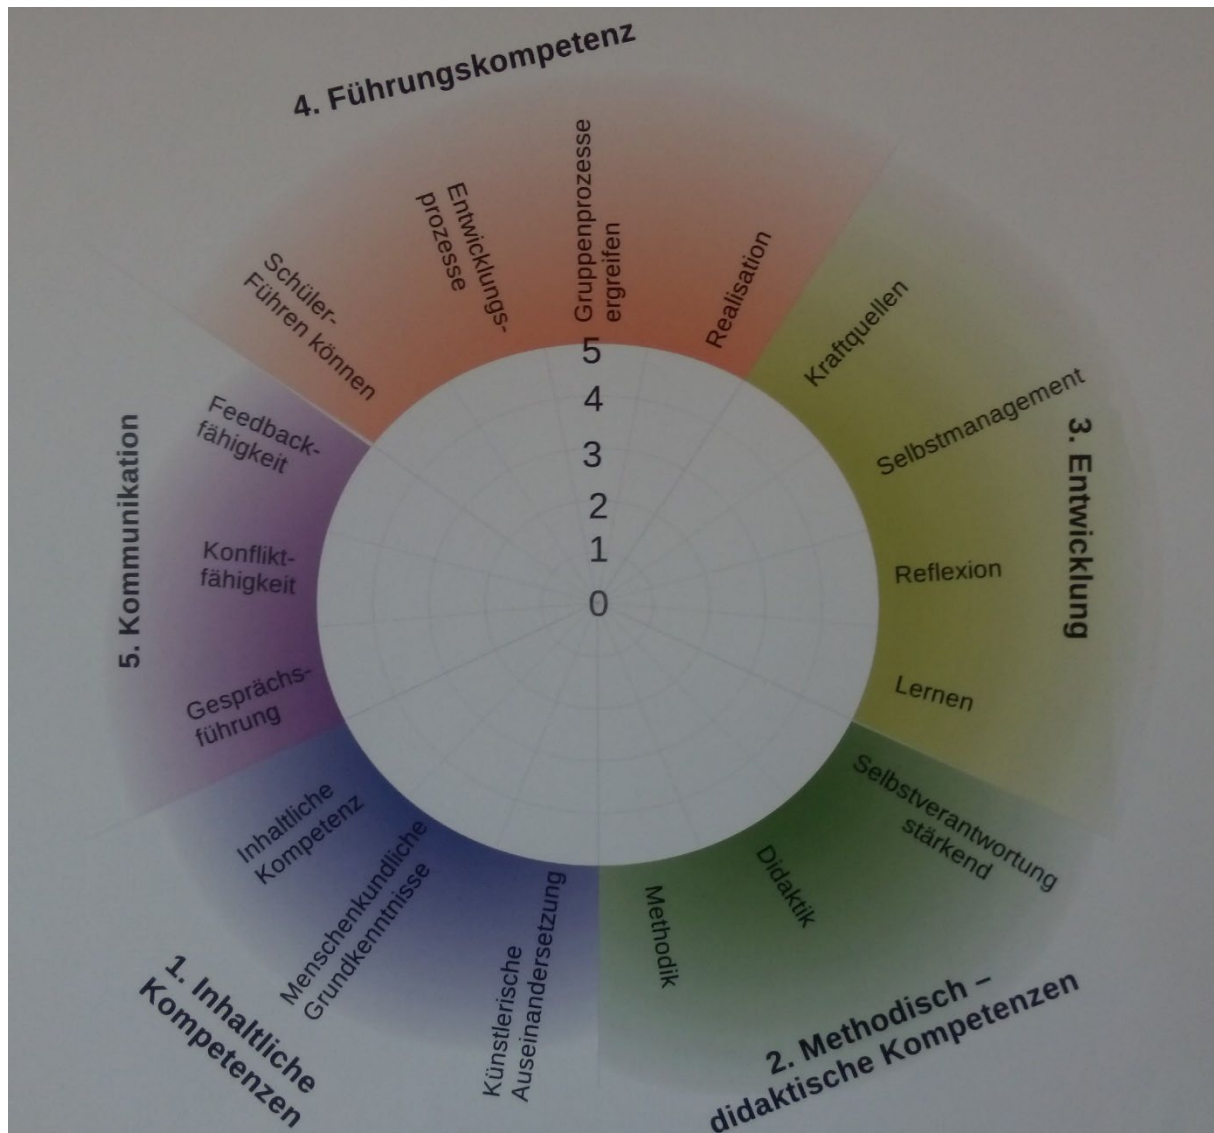 4. Führungskompetenz
Schüler-
Führen können
Entwicklungs-
prozesse
Gruppenprozesse
ergreifen
Realisation
3. Entwicklung
Kraftquellen
Selbstmanagement
Reflexion
Lernen
2. Methodisch –
didaktische Kompetenzen
Selbstverantwortung
stärkend
Didaktik
Methodik
1. Inhaltliche
Kompetenzen
Künstlerische
Auseinandersetzung
Menschenkundliche
Grundkenntnisse
Inhaltliche
Kompetenz
5. Kommunikation
Gesprächs-
führung
Konflikt-
fähigkeit
Feedback-
fähigkeit
5
4
3
2
1
0